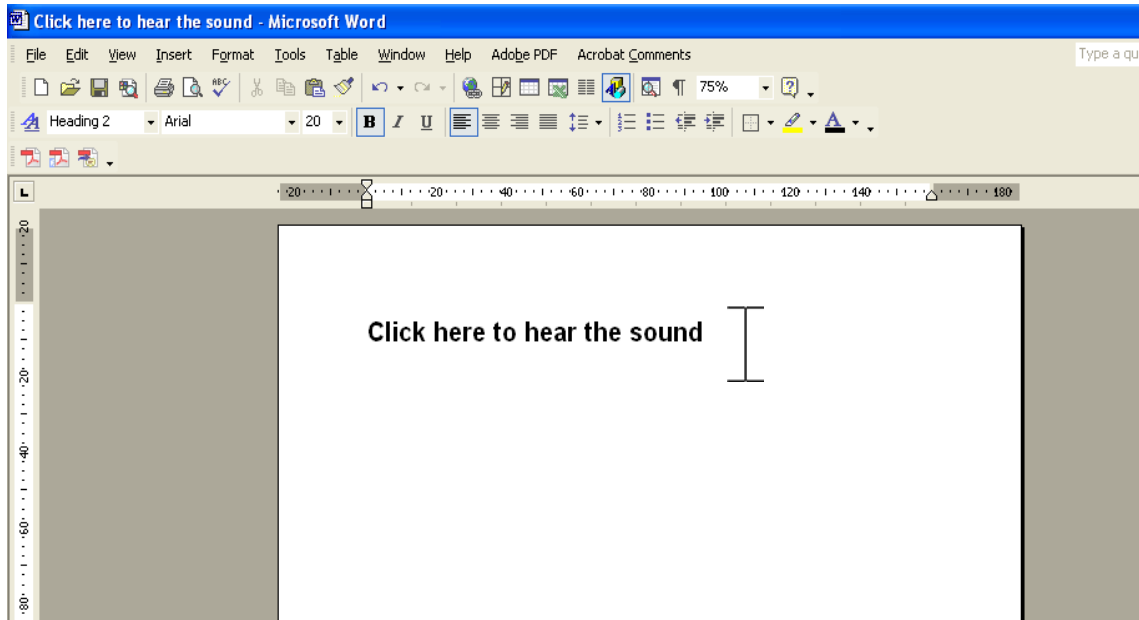 Click here to hear the sound - Microsoft Word
File Edit View Insert Format Tools Table Window Help Adobe PDF Acrobat Comments
Type a qu
75%
Heading 2 Arial 20 B I U
20 20 40 60 80 100 120 140 180
Click here to hear the sound
20
20
40
60
80